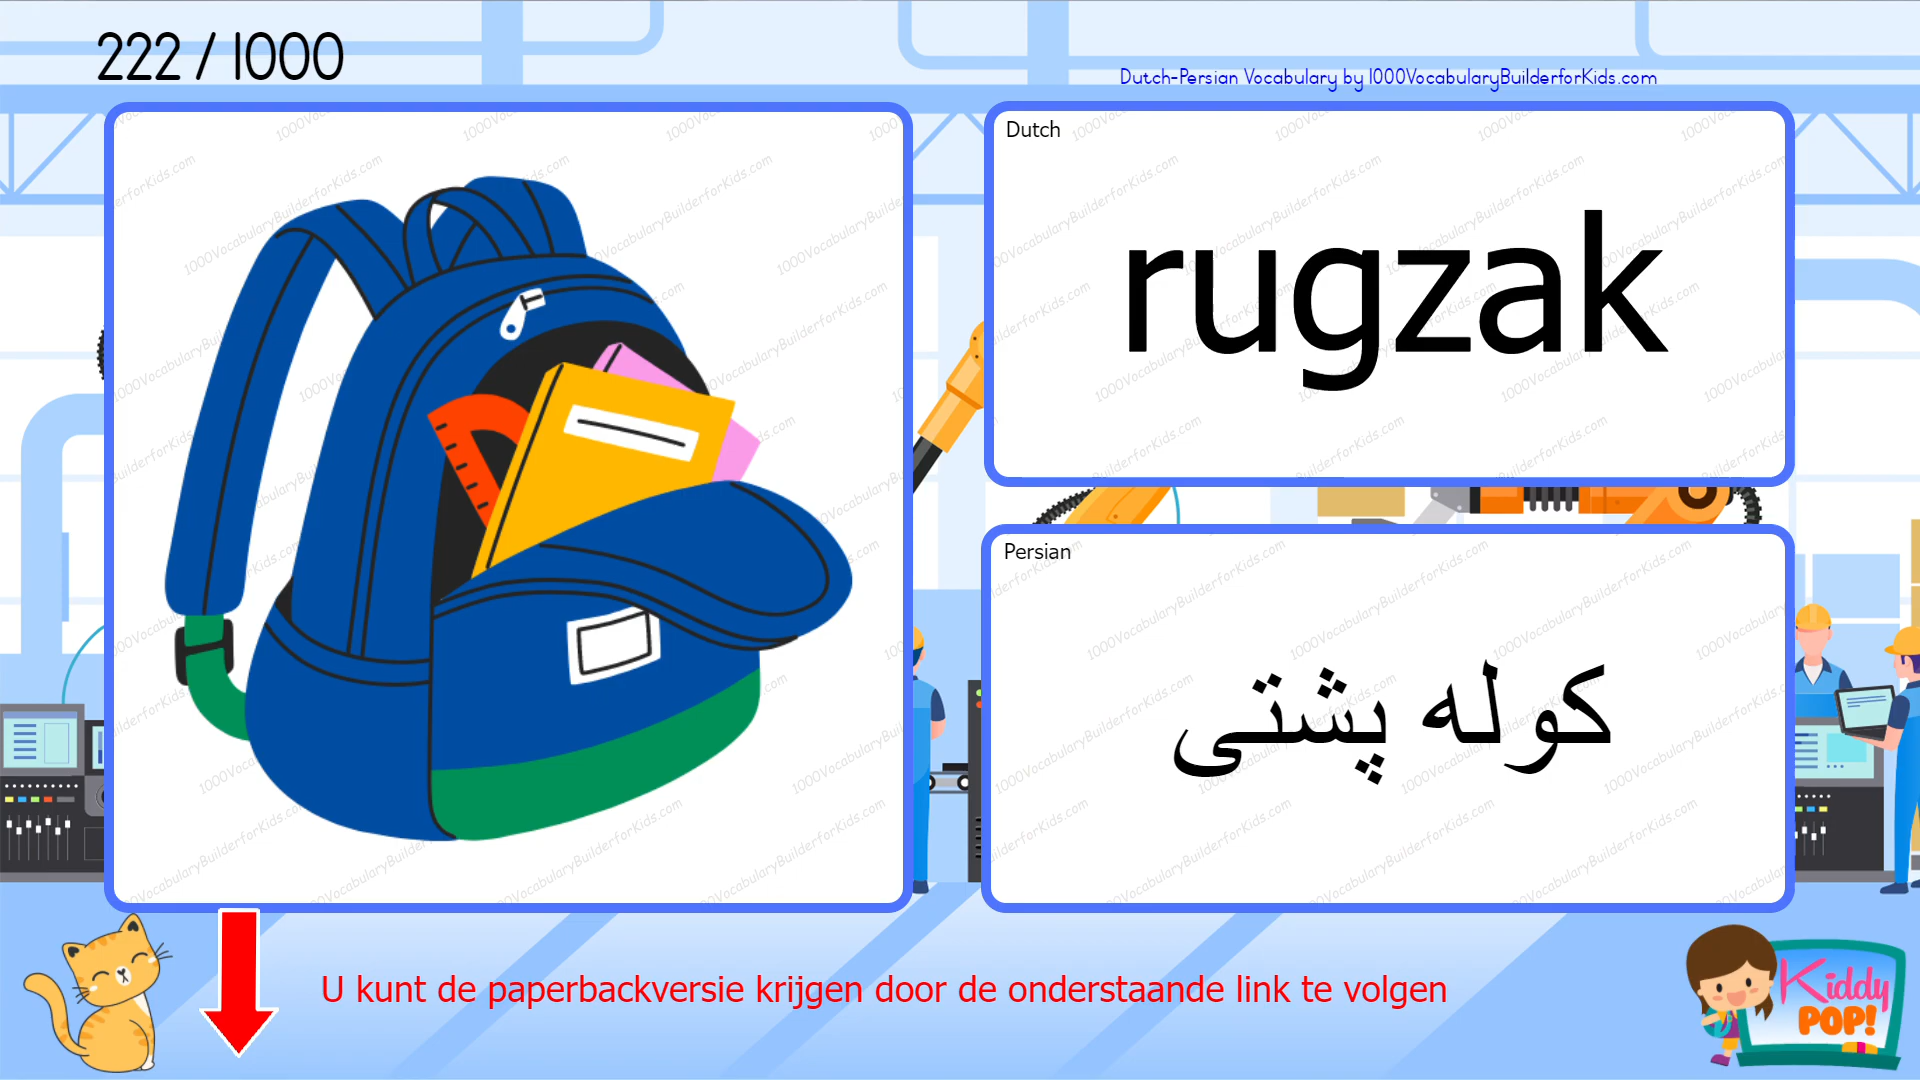 222 / 1000
Dutch-Persian Vocabulary by 1000VocabularyBuilderforKids.com
Dutch
rugzak
Persian
کوله پشتی
U kunt de paperbackversie krijgen door de onderstaande link te volgen
Kiddy
POP!